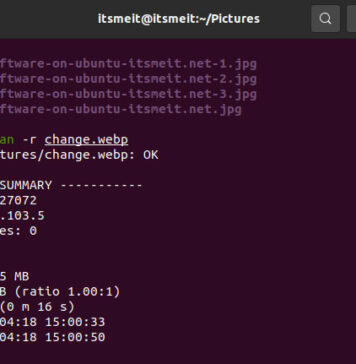 itsmeit@itsmeit:~/Pictures
ftware-on-ubuntu-itsmeit.net-1.jpg
ftware-on-ubuntu-itsmeit.net-2.jpg
ftware-on-ubuntu-itsmeit.net-3.jpg
ftware-on-ubuntu-itsmeit.net.jpg
an -r change.webp
tures/change.webp: OK
SUMMARY -----------
27072
.103.5
es: 0
5 MB
B (ratio 1.00:1)
(0 m 16 s)
04:18 15:00:33
04:18 15:00:50